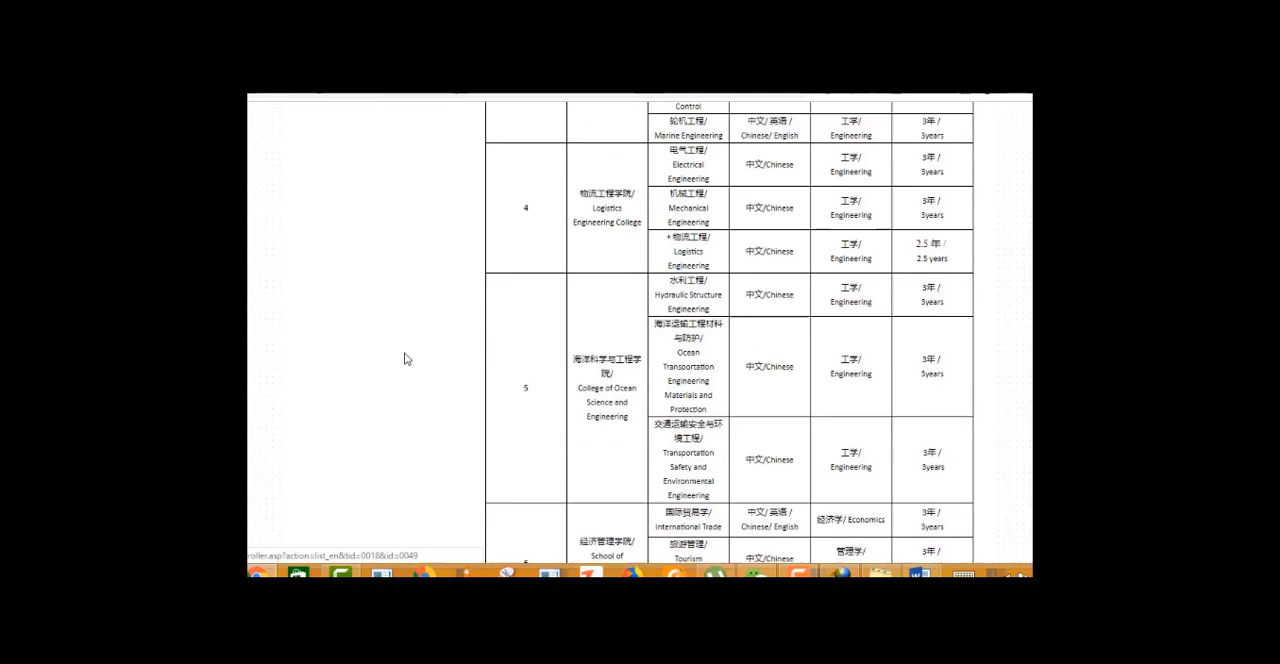 Control
轮机工程/
Marine Engineering
中文/ 英语 /
Chinese/ English
工学/
Engineering
3年 /
3years
4
物流工程学院/
Logistics
Engineering College
电气工程/
Electrical
Engineering
中文/Chinese
工学/
Engineering
3年 /
3years
机械工程/
Mechanical
Engineering
中文/Chinese
工学/
Engineering
3年 /
3years
+物流工程/
Logistics
Engineering
中文/Chinese
工学/
Engineering
2.5 年 /
2.5 years
5
海洋科学与工程学
院/
College of Ocean
Science and
Engineering
水利工程/
Hydraulic Structure
Engineering
中文/Chinese
工学/
Engineering
3年 /
3years
海洋运输工程材料
与防护/
Ocean
Transportation
Engineering
Materials and
Protection
中文/Chinese
工学/
Engineering
3年 /
3years
交通运输安全与环
境工程/
Transportation
Safety and
Environmental
Engineering
中文/Chinese
工学/
Engineering
3年 /
3years
经济管理学院/
School of
国际贸易学/
International Trade
中文/ 英语 /
Chinese/ English
经济学/ Economics
3年 /
3years
旅游管理/
Tourism
中文/Chinese
管理学/
3年 /
roller.asp?action=list_en&tid=0018&id=0049